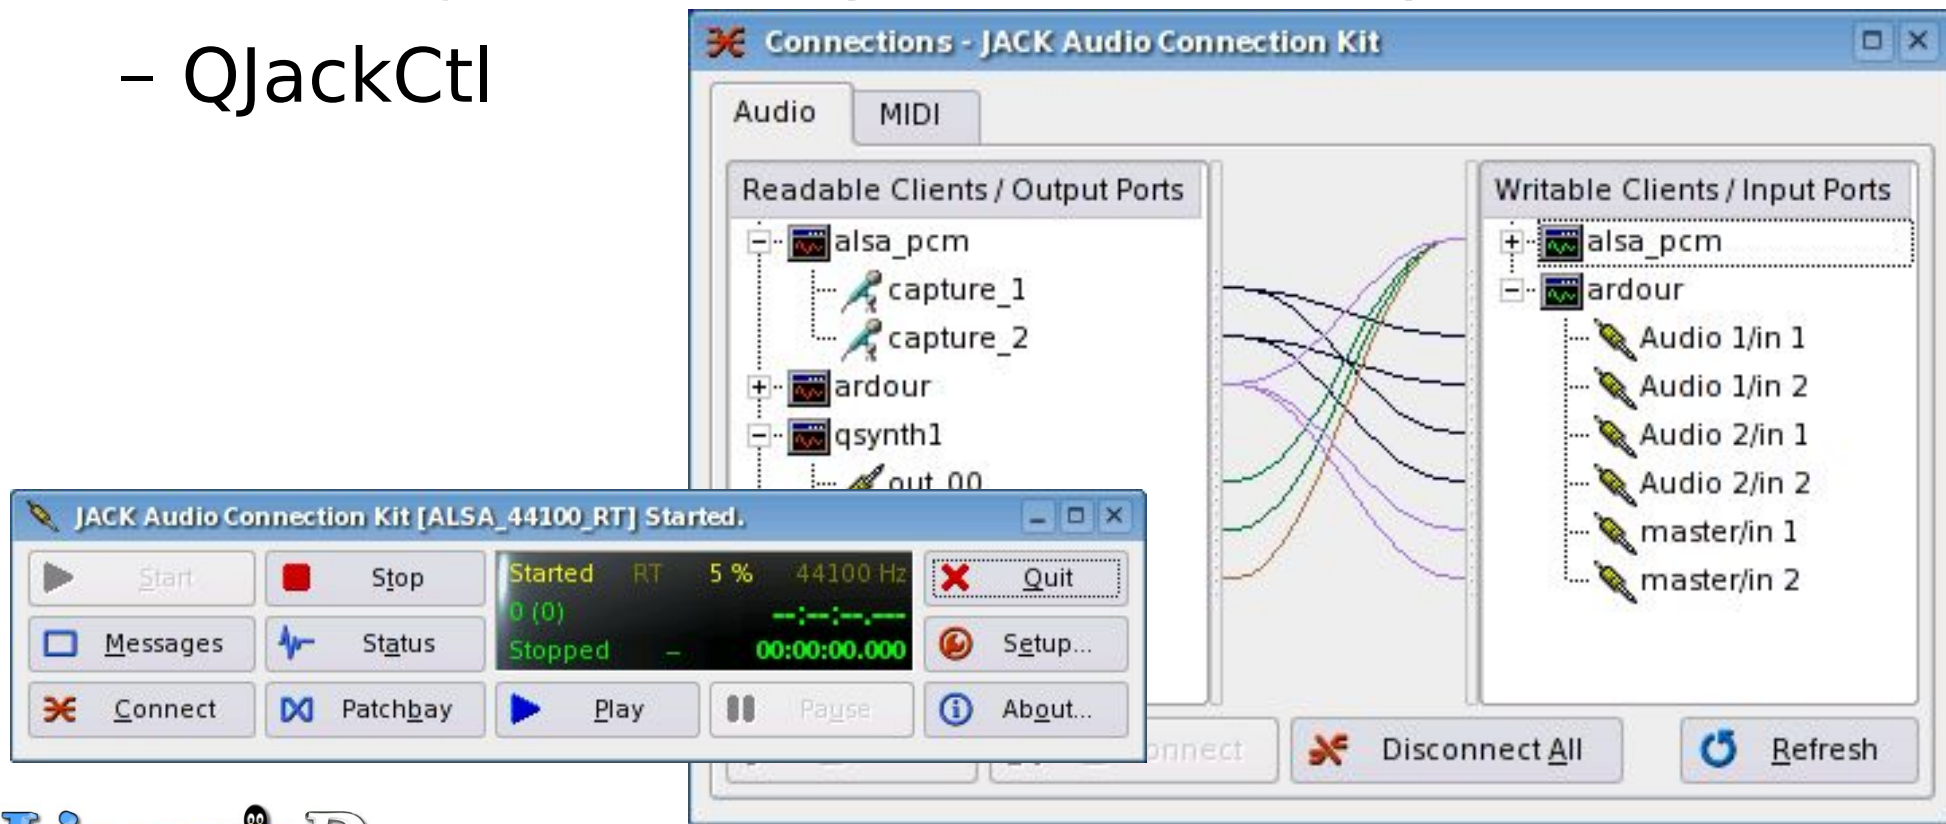 – QJackCtl
Connections - JACK Audio Connection Kit
Audio MIDI
Readable Clients / Output Ports
alsa_pcm
capture_1
capture_2
ardour
qsynth1
out_00
Writable Clients / Input Ports
alsa_pcm
ardour
Audio 1/in 1
Audio 1/in 2
Audio 2/in 1
Audio 2/in 2
master/in 1
master/in 2
JACK Audio Connection Kit [ALSA_44100_RT] Started.
Start Stop Started RT 5 % 44100 Hz Quit
0 (0) --:--:--.---
Messages Status Stopped – 00:00:00.000 Setup...
Connect Patchbay Play Pause About...
Disconnect All Refresh